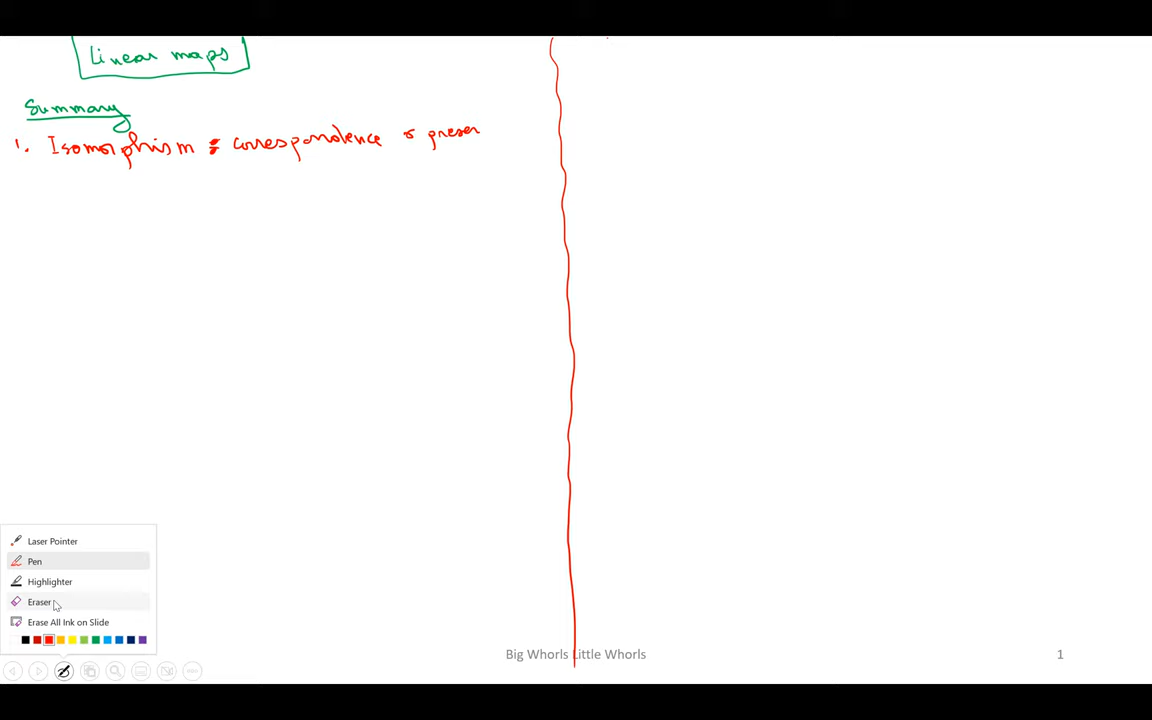 Linear maps
Summary
1. Isomorphism : correspondence & preser
Laser Pointer
Pen
Highlighter
Eraser
Erase All Ink on Slide
Big Whorls Little Whorls
1